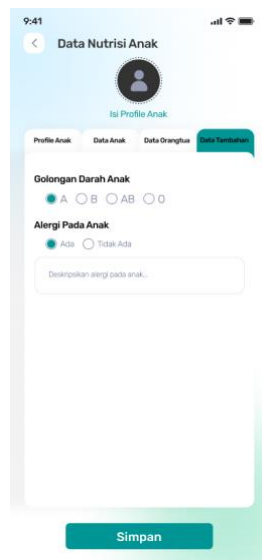 9:41
Data Nutrisi Anak
Isi Profile Anak
Profile Anak Data Anak Data Orangtua Data Tambahan
Golongan Darah Anak
A B AB O
Alergi Pada Anak
Ada Tidak Ada
Deskripsikan alergi pada anak...
Simpan